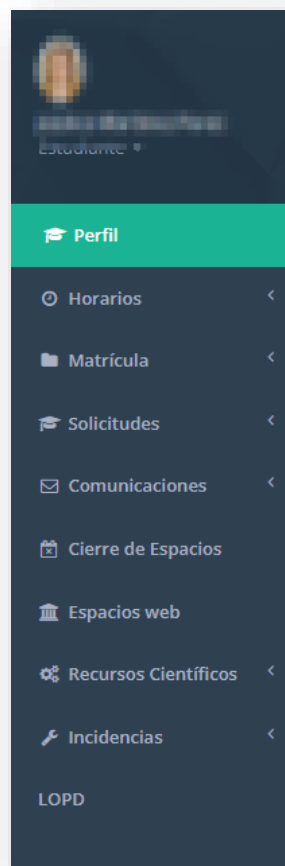 Estudiante
Perfil
Horarios
Matrícula
Solicitudes
Comunicaciones
Cierre de Espacios
Espacios web
Recursos Científicos
Incidencias
LOPD